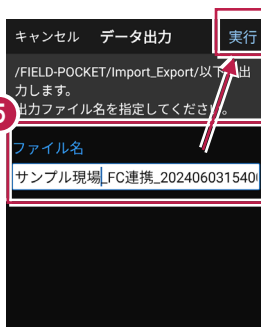 キャンセル データ出力 実行
/FIELD-POCKET/Import_Export/以下 出
力します。
出力ファイル名を指定してください。
5
ファイル名
サンプル現場_FC連携_202406031540